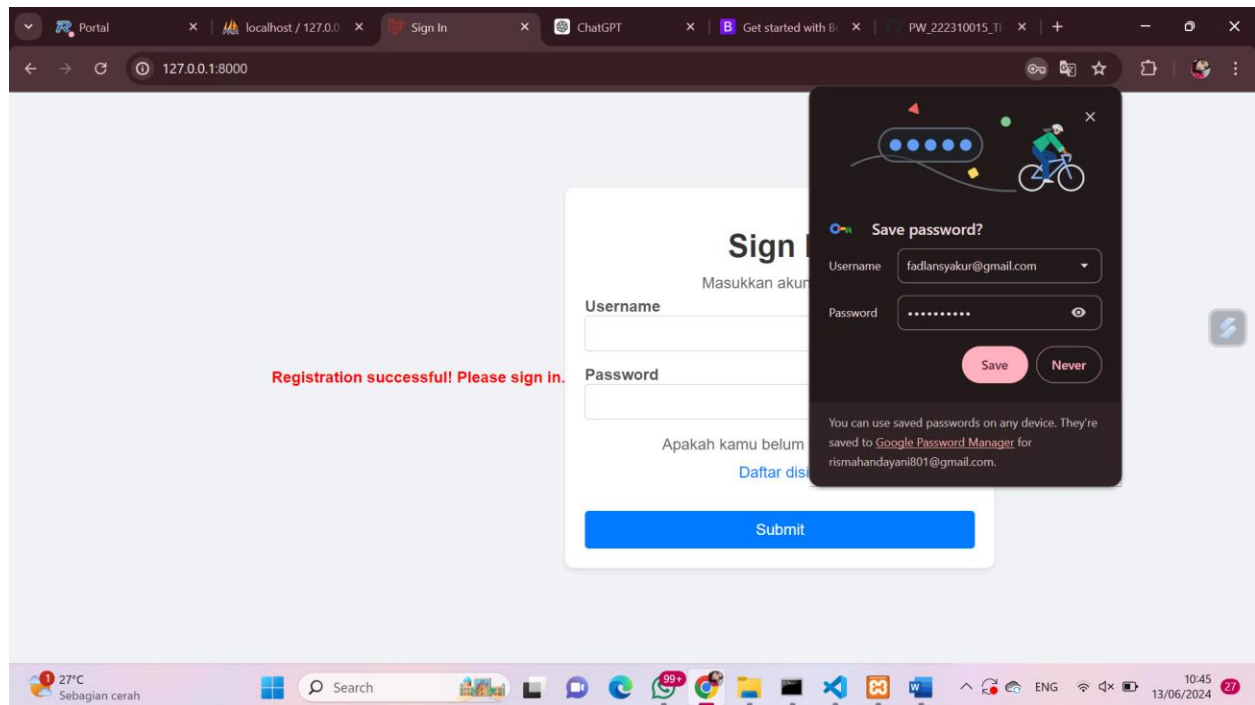 Portal
localhost / 127.0.0.
Sign In
ChatGPT
Get started with Bo
PW_222310015_TI
127.0.0.1:8000
Save password?
Username fadlansyakur@gmail.com
Password ••••••••••
Save Never
You can use saved passwords on any device. They're
saved to Google Password Manager for
rismahandayani801@gmail.com.
Sign
Masukkan akun
Username
Registration successful! Please sign in.
Password
Apakah kamu belum
Daftar disi
Submit
1
27°C
Sebagian cerah
Search
99+
ENG
10:45
13/06/2024
27